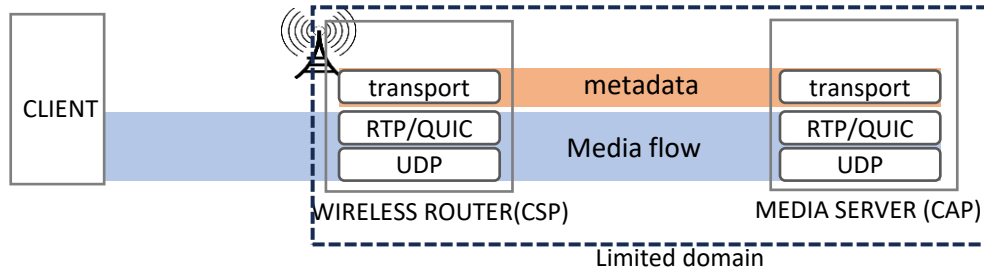 transport
metadata
transport
CLIENT
RTP/QUIC
Media flow
RTP/QUIC
UDP
UDP
WIRELESS ROUTER(CSP)
MEDIA SERVER (CAP)
Limited domain